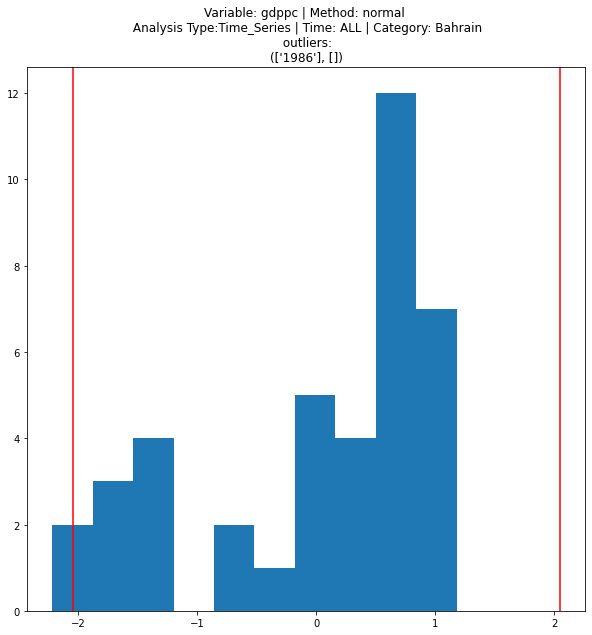 Variable: gdppc | Method: normal
Analysis Type:Time_Series | Time: ALL | Category: Bahrain
outliers:
(['1986'], [])
12
10
8
6
4
2
0
−2 −1 0 1 2